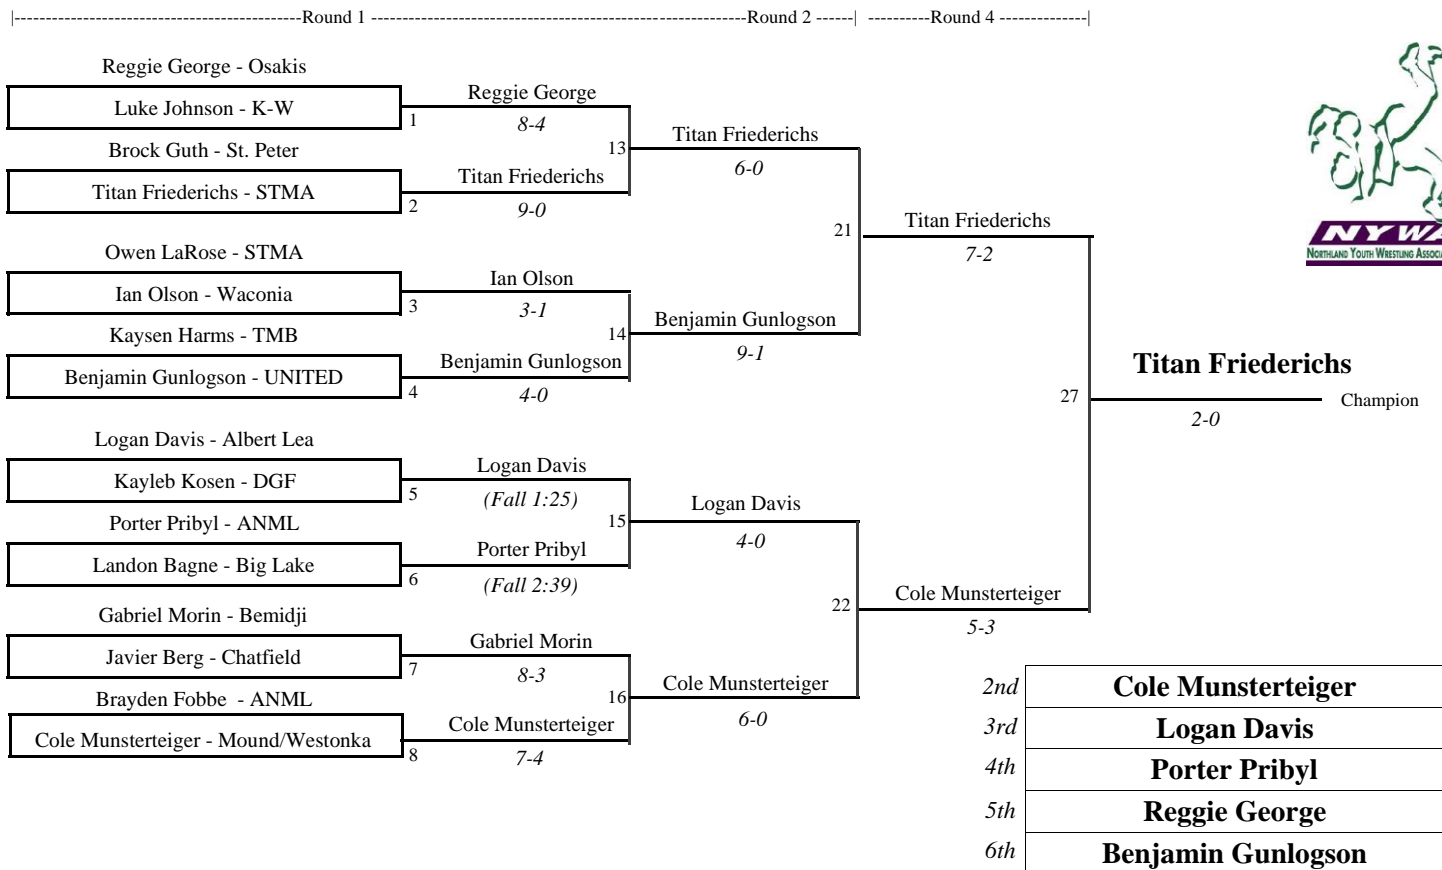 |-----------------------------------------Round 1 ------------------------------------------------------Round 2 ------| ----------Round 4 --------------|
Reggie George - Osakis
Luke Johnson - K-W
1
Reggie George
8-4
Brock Guth - St. Peter
Titan Friederichs - STMA
2
Titan Friederichs
9-0
13
Titan Friederichs
6-0
Owen LaRose - STMA
Ian Olson - Waconia
3
Ian Olson
3-1
Kaysen Harms - TMB
Benjamin Gunlogson - UNITED
4
Benjamin Gunlogson
4-0
14
Benjamin Gunlogson
9-1
21
Titan Friederichs
7-2
Logan Davis - Albert Lea
Kayleb Kosen - DGF
5
Logan Davis
(Fall 1:25)
Porter Pribyl - ANML
Landon Bagne - Big Lake
6
Porter Pribyl
(Fall 2:39)
15
Logan Davis
4-0
Gabriel Morin - Bemidji
Javier Berg - Chatfield
7
Gabriel Morin
8-3
Brayden Fobbe  - ANML
Cole Munsterteiger - Mound/Westonka
8
Cole Munsterteiger
7-4
16
Cole Munsterteiger
6-0
22
Cole Munsterteiger
5-3
27
Titan Friederichs
2-0
Champion
NYWA
NORTHLAND YOUTH WRESTLING
2nd Cole Munsterteiger
3rd Logan Davis
4th Porter Pribyl
5th Reggie George
6th Benjamin Gunlogson